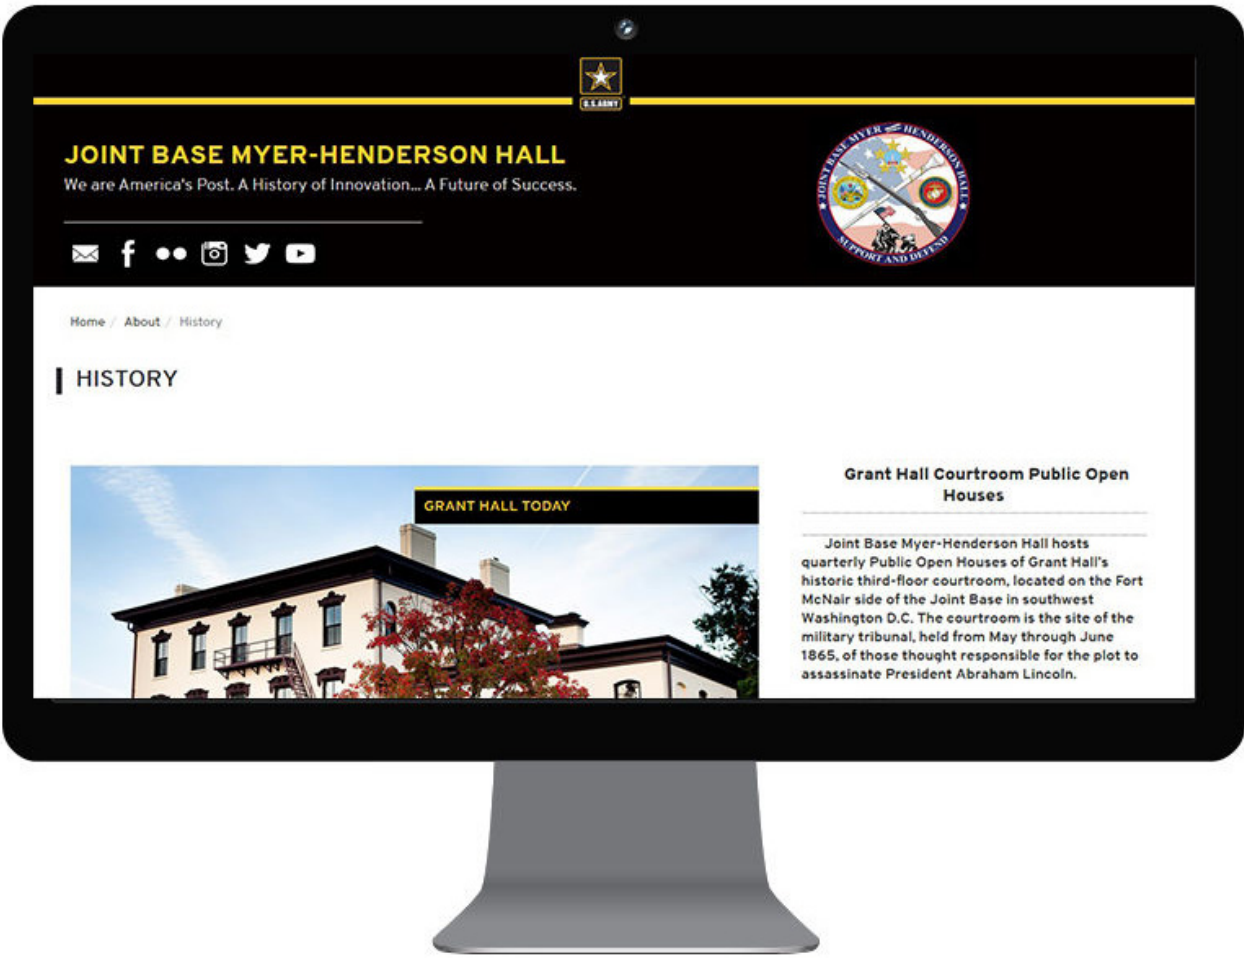 U.S.ARMY
JOINT BASE MYER-HENDERSON HALL
We are America's Post. A History of Innovation... A Future of Success.
JOINT BASE MYER HENDERSON HALL
SUPPORT AND DEFEND
Home / About / History
HISTORY
GRANT HALL TODAY
Grant Hall Courtroom Public Open
Houses
Joint Base Myer-Henderson Hall hosts
quarterly Public Open Houses of Grant Hall's
historic third-floor courtroom, located on the Fort
McNair side of the Joint Base in southwest
Washington D.C. The courtroom is the site of the
military tribunal, held from May through June
1865, of those thought responsible for the plot to
assassinate President Abraham Lincoln.